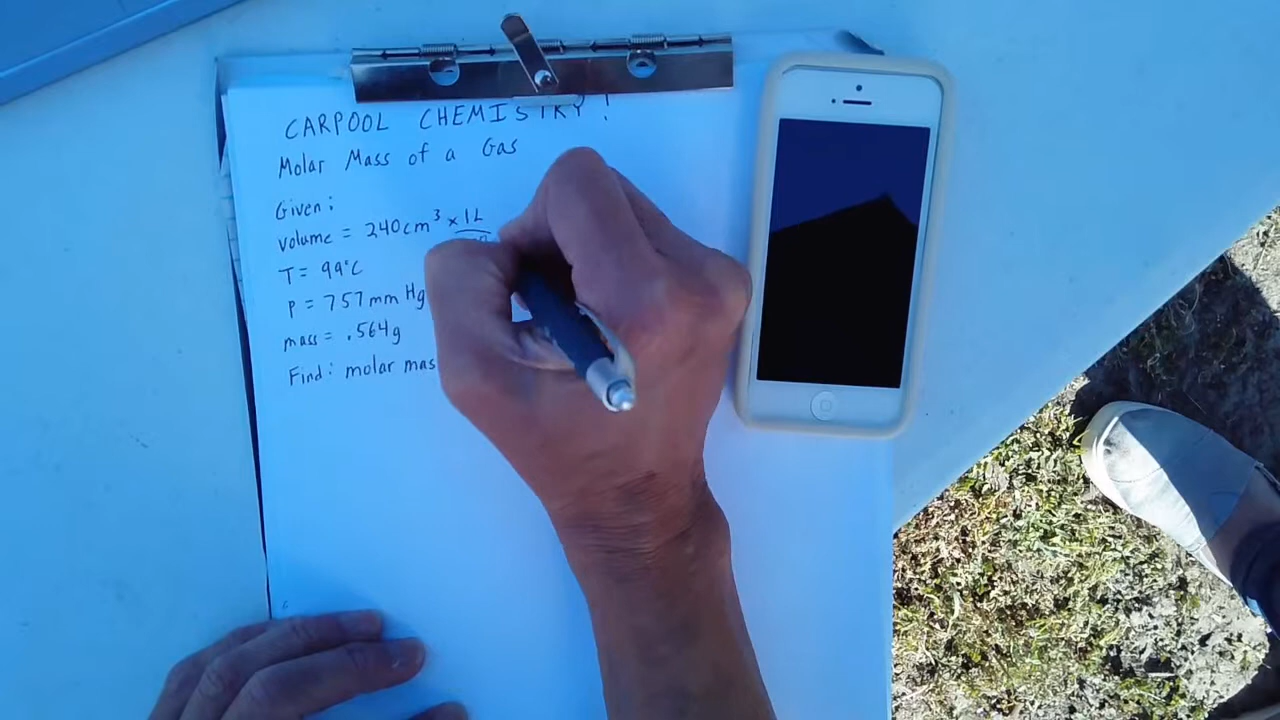 CARPOOL CHEMISTRY!
Molar Mass of a Gas
Given:
volume = 240cm³ × 1L
T = 99°C
P = 757 mm Hg
mass = .564g
Find: molar mas